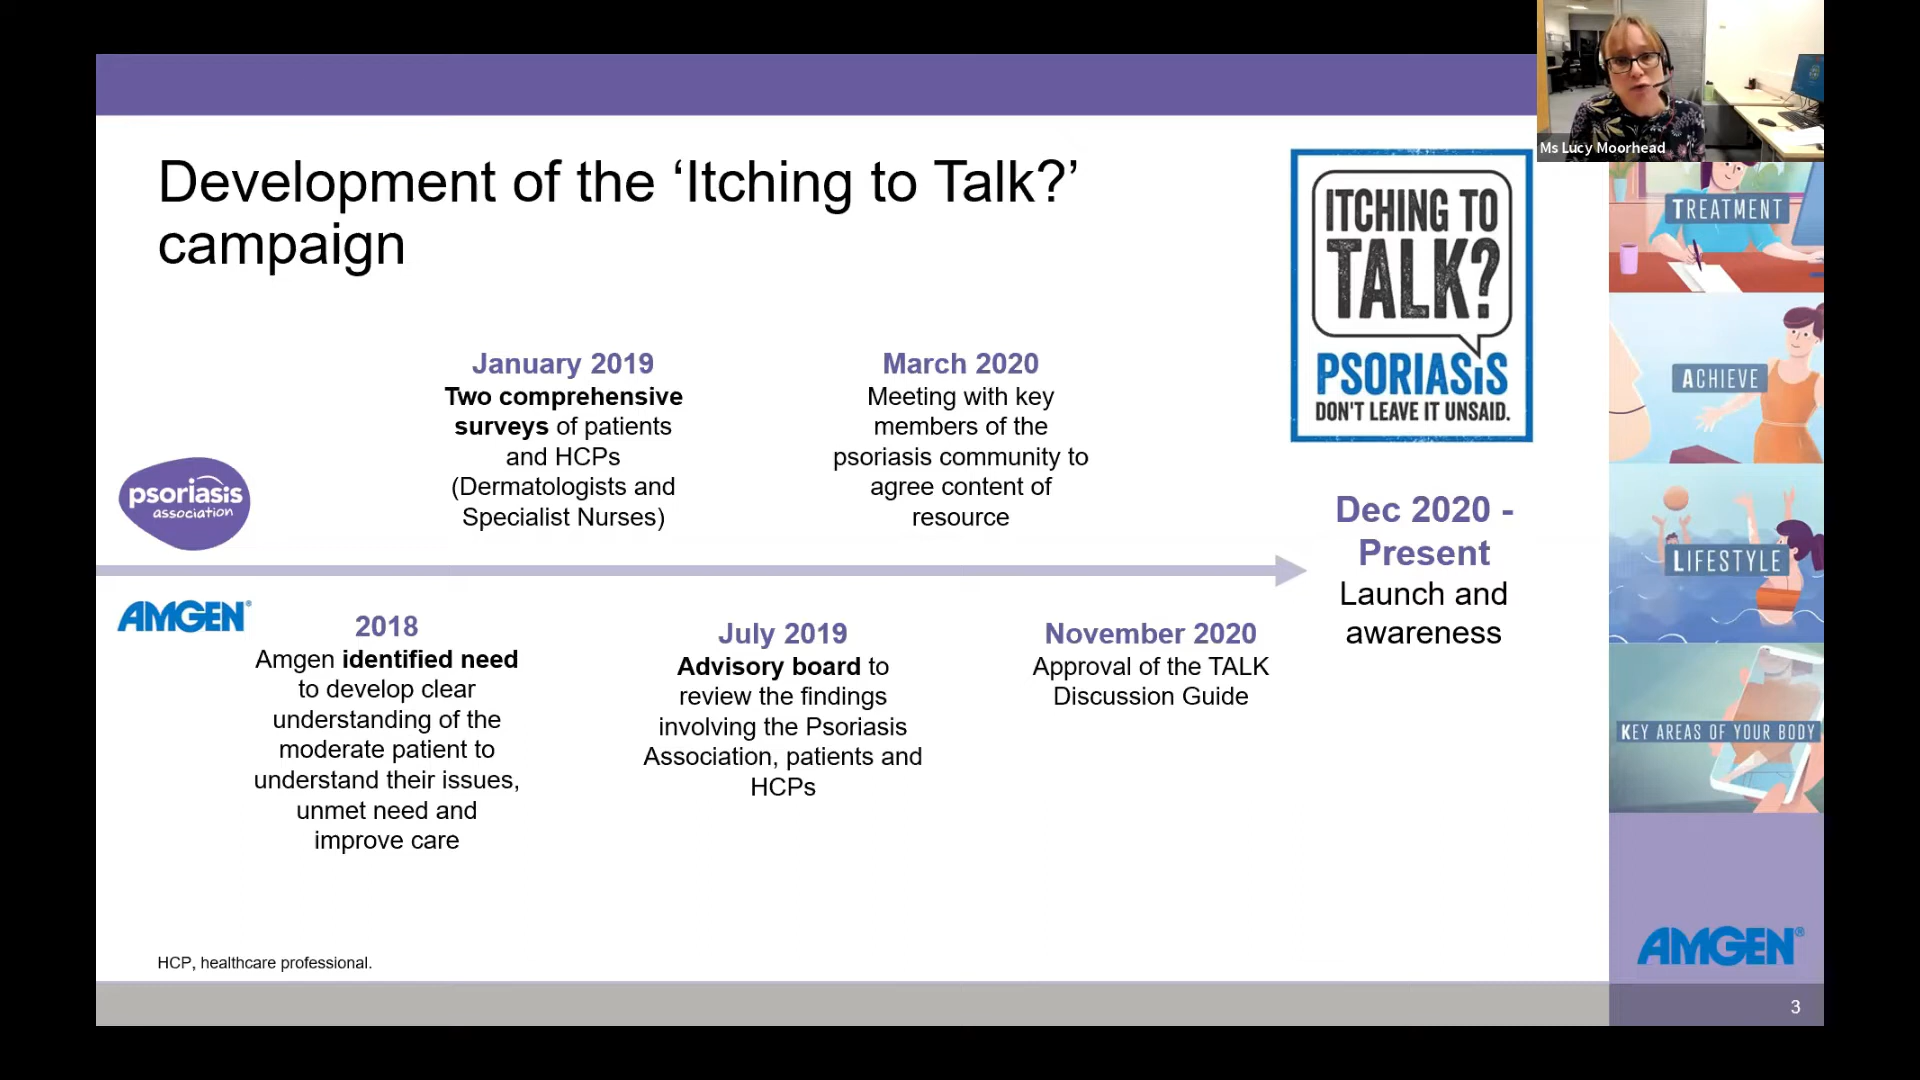 Development of the ‘Itching to Talk?’
campaign
ITCHING TO
TALK?
PSORIASiS
DON'T LEAVE IT UNSAID.
Ms Lucy Moorhead
TREATMENT
ACHIEVE
LIFESTYLE
KEY AREAS OF YOUR BODY
January 2019
Two comprehensive
surveys of patients
and HCPs
(Dermatologists and
Specialist Nurses)
March 2020
Meeting with key
members of the
psoriasis community to
agree content of
resource
psoriasis
association
Dec 2020 -
Present
Launch and
awareness
AMGEN®
2018
Amgen identified need
to develop clear
understanding of the
moderate patient to
understand their issues,
unmet need and
improve care
July 2019
Advisory board to
review the findings
involving the Psoriasis
Association, patients and
HCPs
November 2020
Approval of the TALK
Discussion Guide
HCP, healthcare professional.
AMGEN®
3